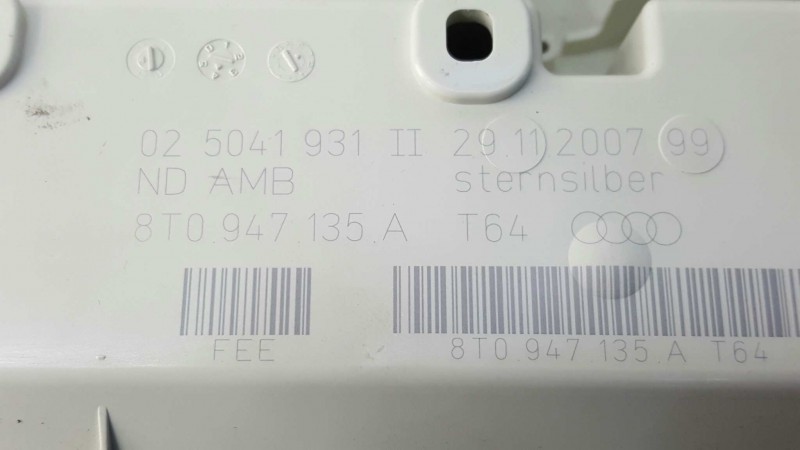 02 5041 931 II 29.11.2007 99
ND AMB sternsilber
8T0.947 135.A T64
FEE 8T0.947 135.A T64